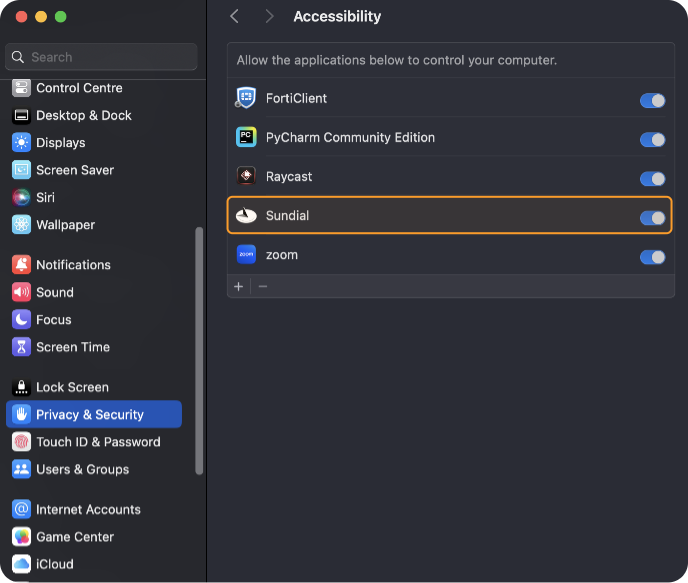 Accessibility
Search
Control Centre
Desktop & Dock
Displays
Screen Saver
Siri
Wallpaper
Notifications
Sound
Focus
Screen Time
Lock Screen
Privacy & Security
Touch ID & Password
Users & Groups
Internet Accounts
Game Center
iCloud
Allow the applications below to control your computer.
FortiClient
PC
PyCharm Community Edition
Raycast
Sundial
zoom
zoom
+ −